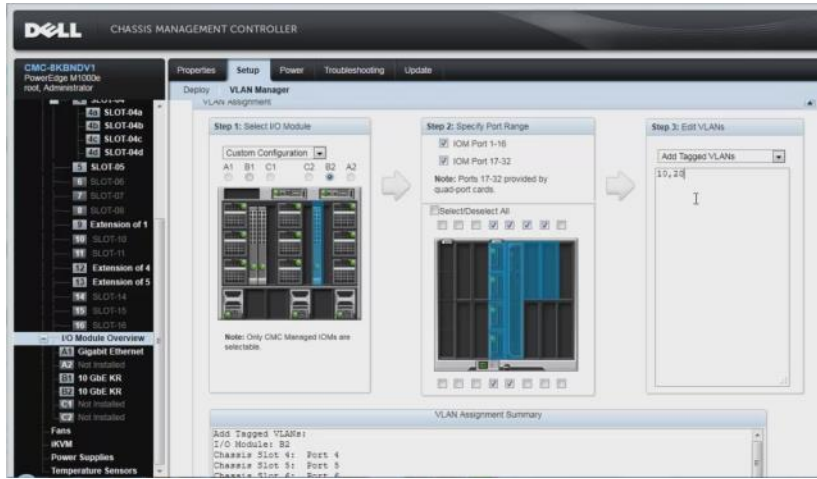 DELL CHASSIS MANAGEMENT CONTROLLER
CMC-8KBNDV1
PowerEdge M1000e
root, Administrator
Properties Setup Power Troubleshooting Update
Deploy VLAN Manager
VLAN Assignment
SLOT-04
4a SLOT-04a
4b SLOT-04b
4c SLOT-04c
4d SLOT-04d
5 SLOT-05
6 SLOT-06
7 SLOT-07
8 SLOT-08
9 Extension of 1
10 SLOT-10
11 SLOT-11
12 Extension of 4
13 Extension of 5
14 SLOT-14
15 SLOT-15
16 SLOT-16
I/O Module Overview
A1 Gigabit Ethernet
A2 Not Installed
B1 10 GbE KR
B2 10 GbE KR
C1 Not Installed
C2 Not Installed
Fans
iKVM
Power Supplies
Temperature Sensors
Step 1: Select I/O Module
Custom Configuration
A1 B1 C1 C2 B2 A2
Note: Only CMC Managed IOMs are
selectable.
Step 2: Specify Port Range
IOM Port 1-16
IOM Port 17-32
Note: Ports 17-32 provided by
quad-port cards.
Select/Deselect All
Step 3: Edit VLANs
Add Tagged VLANs
10,20
VLAN Assignment Summary
Add Tagged VLANs:
I/O Module: B2
Chassis Slot 4: Port 4
Chassis Slot 5: Port 5
Chassis Slot 6: Port 6